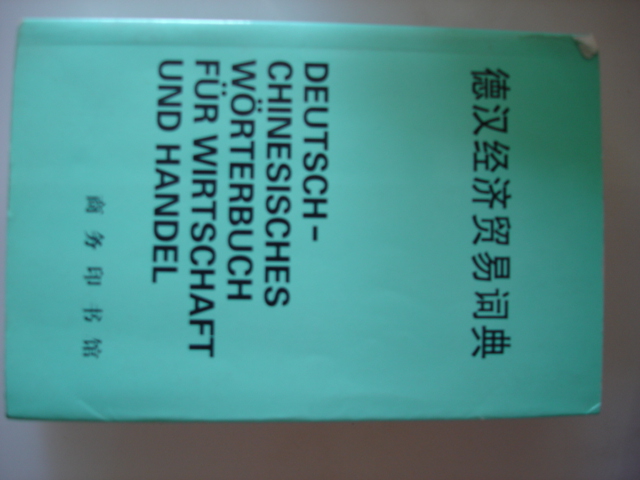 德汉经济贸易词典
DEUTSCH-
CHINESISCHES
WÖRTERBUCH
FÜR WIRTSCHAFT
UND HANDEL
商务印书馆